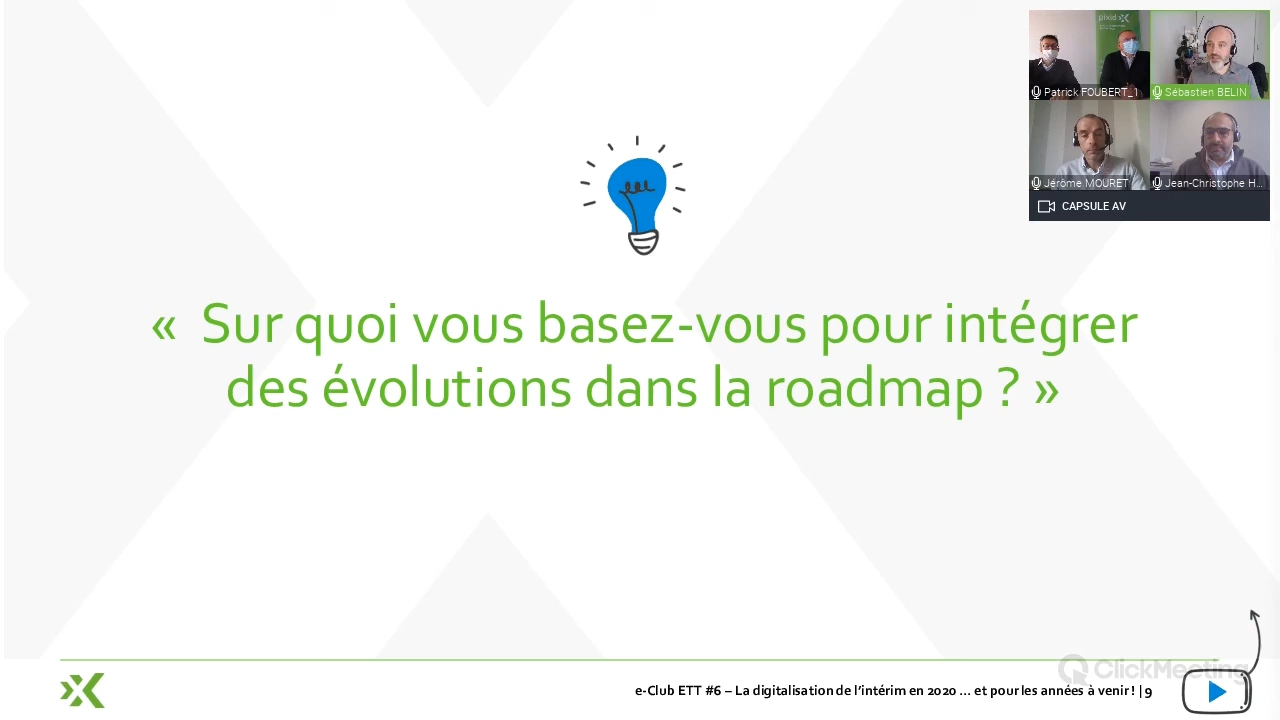 pixid
Patrick FOUBERT_1
Sébastien BELIN
Jérôme MOURET
Jean-Christophe H...
CAPSULE AV
« Sur quoi vous basez-vous pour intégrer
des évolutions dans la roadmap ? »
ClickMeeting
e-Club ETT #6 – La digitalisation de l'intérim en 2020 ... et pour les années à venir ! | 9